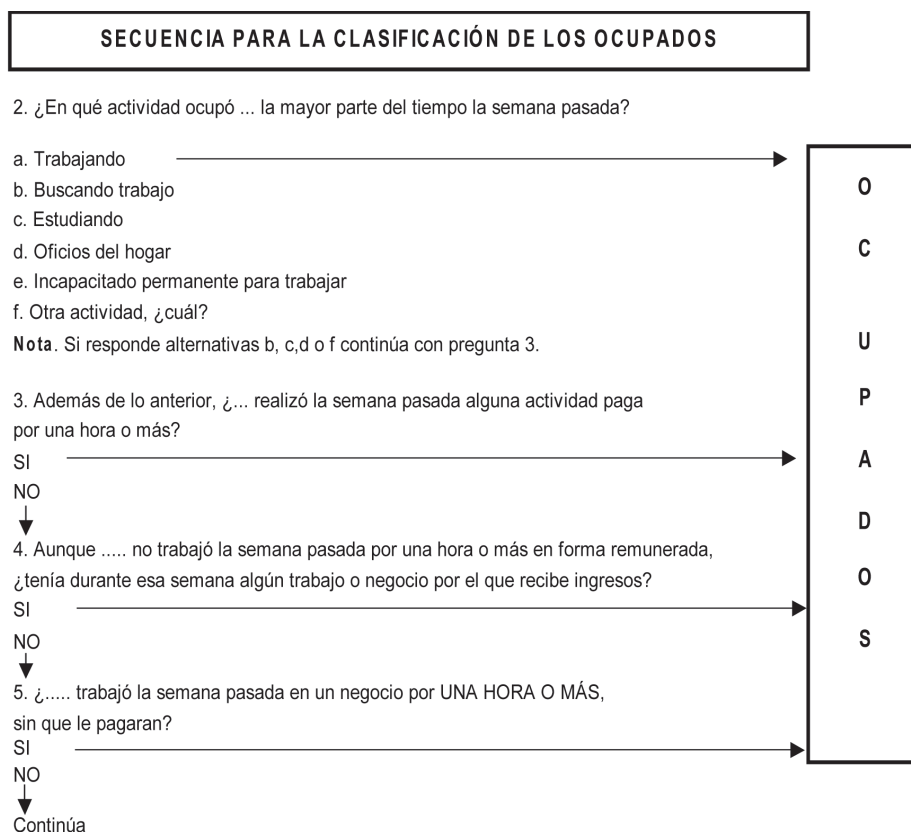 SECUENCIA PARA LA CLASIFICACIÓN DE LOS OCUPADOS
2. ¿En qué actividad ocupó ... la mayor parte del tiempo la semana pasada?
a. Trabajando
b. Buscando trabajo
c. Estudiando
d. Oficios del hogar
e. Incapacitado permanente para trabajar
f. Otra actividad, ¿cuál?
Nota. Si responde alternativas b, c,d o f continúa con pregunta 3.
3. Además de lo anterior, ¿... realizó la semana pasada alguna actividad paga
por una hora o más?
SI
NO
4. Aunque ..... no trabajó la semana pasada por una hora o más en forma remunerada,
¿tenía durante esa semana algún trabajo o negocio por el que recibe ingresos?
SI
NO
5. ¿..... trabajó la semana pasada en un negocio por UNA HORA O MÁS,
sin que le pagaran?
SI
NO
Continúa
O
C
U
P
A
D
O
S